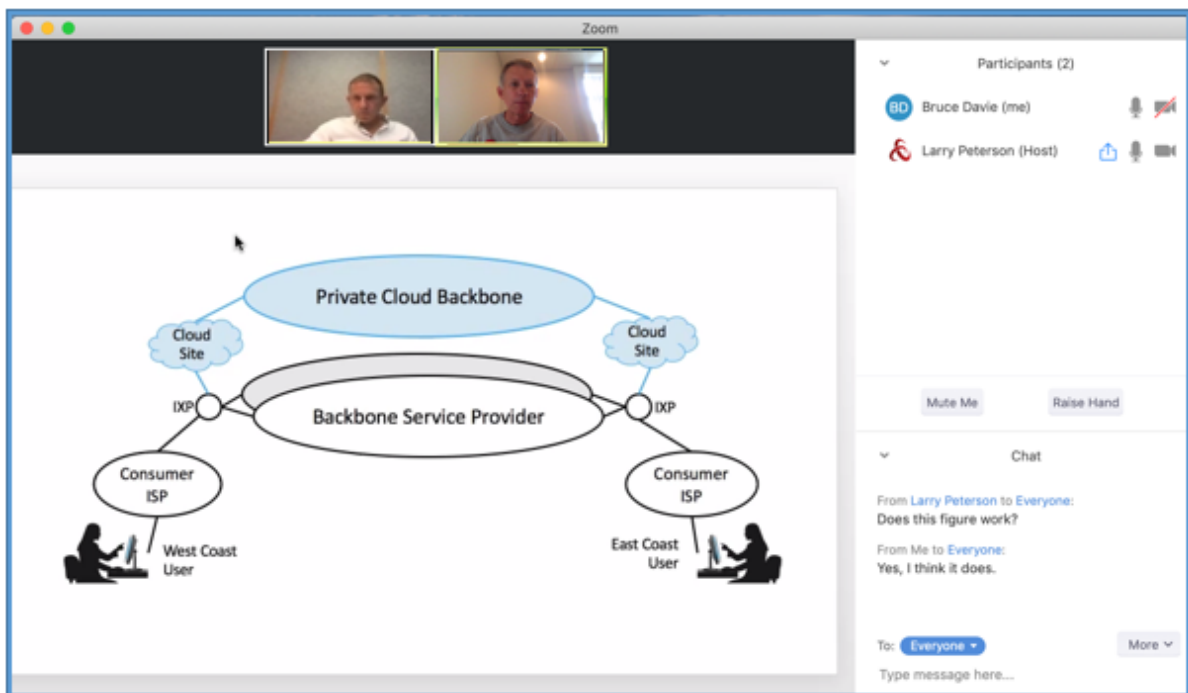 Zoom
Participants (2)
BD
Bruce Davie (me)
Larry Peterson (Host)
Private Cloud Backbone
Cloud
Site
Cloud
Site
IXP
Backbone Service Provider
IXP
Consumer
ISP
Consumer
ISP
West Coast
User
East Coast
User
Mute Me
Raise Hand
Chat
From Larry Peterson to Everyone:
Does this figure work?
From Me to Everyone:
Yes, I think it does.
To: Everyone
More
Type message here...